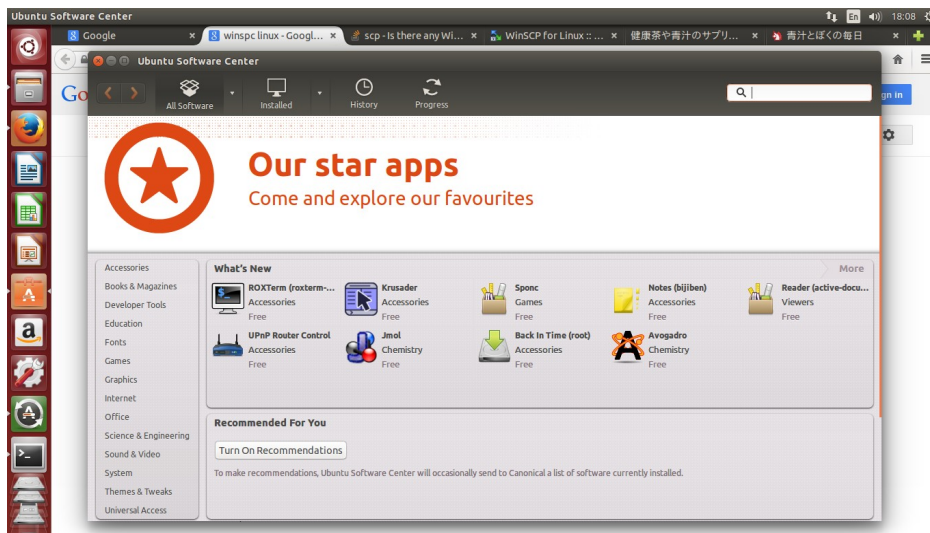 Ubuntu Software Center
En
18:08
Google
winspc linux - Googl...
scp - Is there any Wi...
WinSCP for Linux :: ...
健康茶や青汁のサプリ...
青汁とぼくの毎日
Ubuntu Software Center
Go
gn in
All Software
Installed
History
Progress
Our star apps
Come and explore our favourites
Accessories
Books & Magazines
Developer Tools
Education
Fonts
Games
Graphics
Internet
Office
Science & Engineering
Sound & Video
System
Themes & Tweaks
Universal Access
What's New
More
ROXTerm (roxterm-...
Accessories
Free
Krusader
Accessories
Free
Sponc
Games
Free
Notes (bijiben)
Accessories
Free
Reader (active-docu...
Viewers
Free
UPnP Router Control
Accessories
Free
Jmol
Chemistry
Free
Back In Time (root)
Accessories
Free
Avogadro
Chemistry
Free
Recommended For You
Turn On Recommendations
To make recommendations, Ubuntu Software Center will occasionally send to Canonical a list of software currently installed.